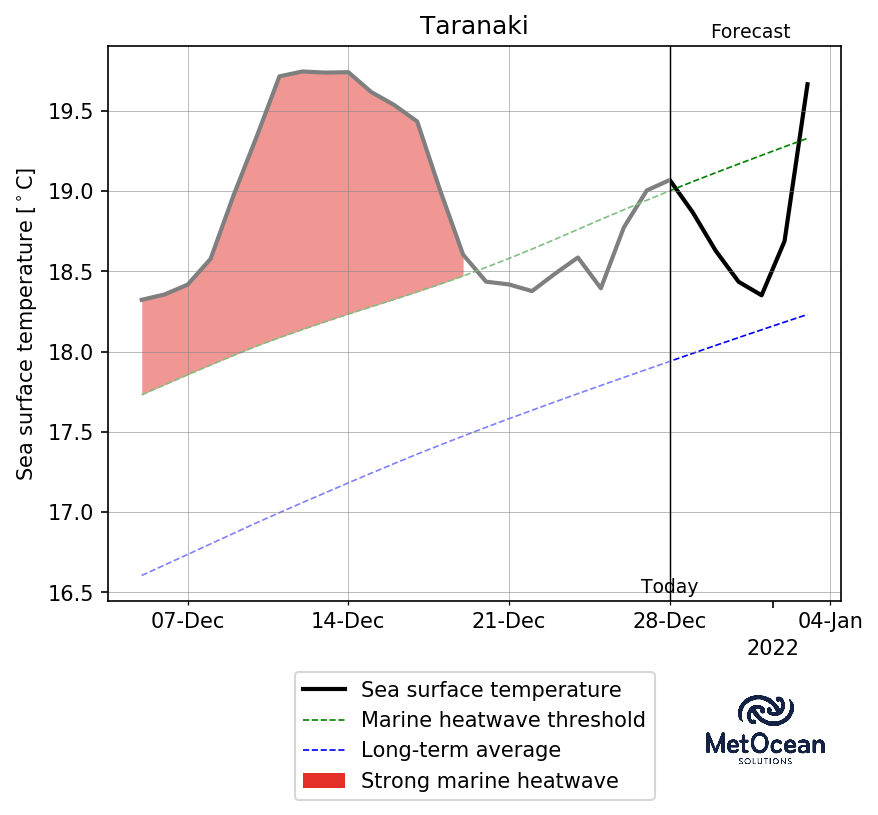 Taranaki
Forecast
Sea surface temperature [°C]
19.5
19.0
18.5
18.0
17.5
17.0
16.5
Today
07-Dec 14-Dec 21-Dec 28-Dec 04-Jan
2022
Sea surface temperature
Marine heatwave threshold
Long-term average
Strong marine heatwave
MetOcean
SOLUTIONS